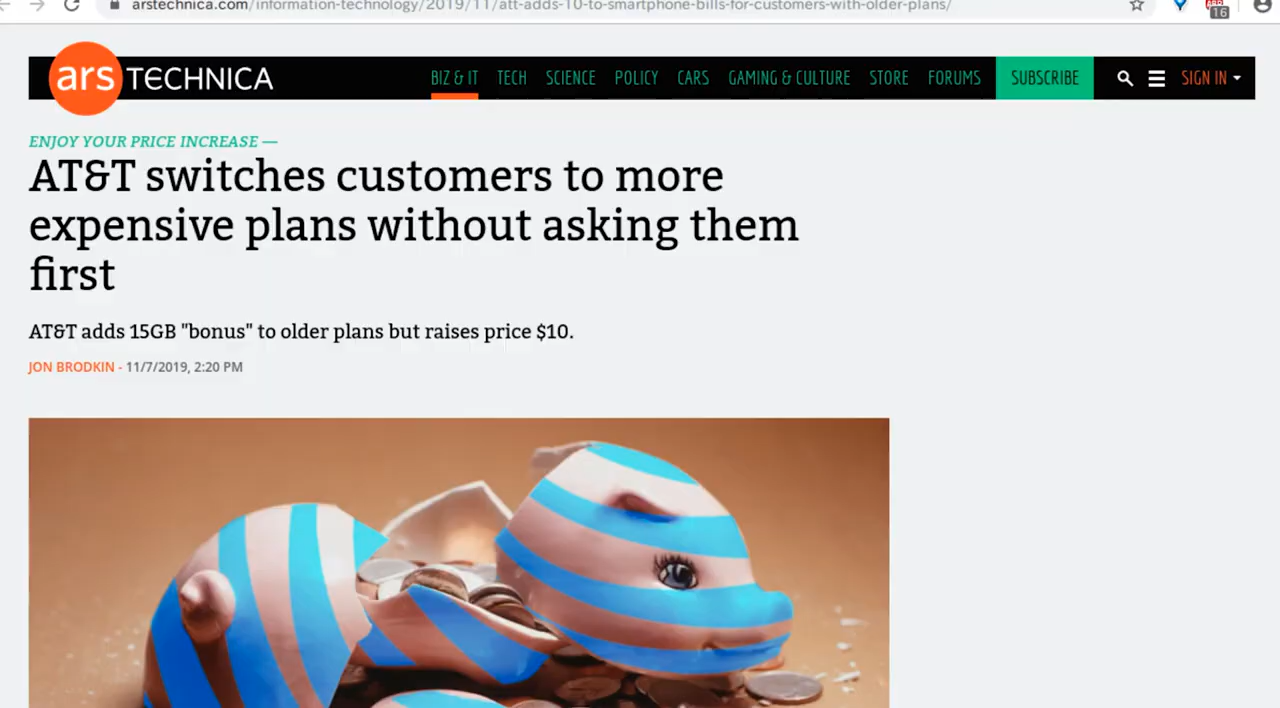 arstechnica.com/information-technology/2019/11/att-adds-10-to-smartphone-bills-for-customers-with-older-plans/
16
ars TECHNICA
BIZ & IT TECH SCIENCE POLICY CARS GAMING & CULTURE STORE FORUMS SUBSCRIBE SIGN IN
ENJOY YOUR PRICE INCREASE —
AT&T switches customers to more
expensive plans without asking them
first
AT&T adds 15GB "bonus" to older plans but raises price $10.
JON BRODKIN - 11/7/2019, 2:20 PM